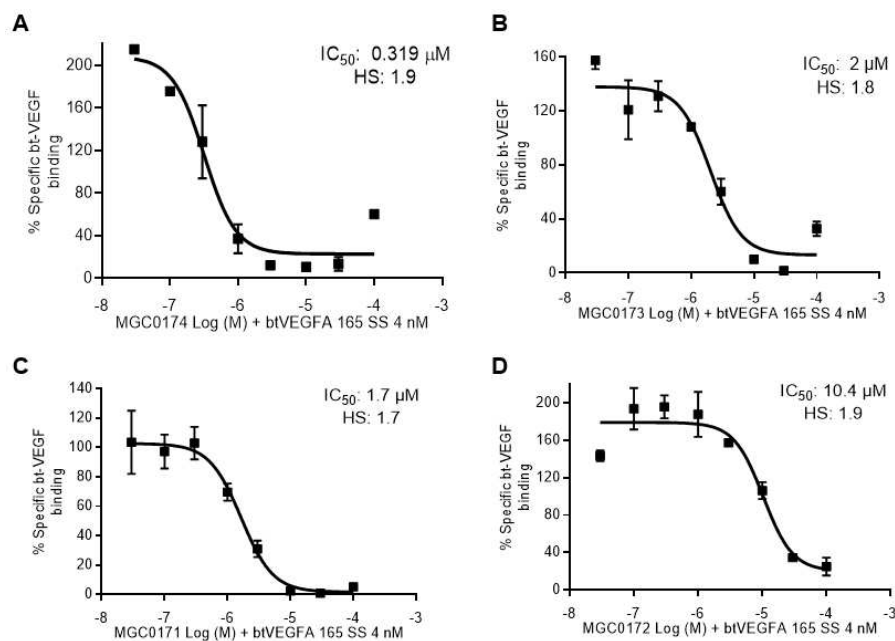 A
IC50: 0.319 µM
HS: 1.9
% Specific bt-VEGF
binding
200
160
120
80
40
0
-8 -7 -6 -5 -4 -3
MGC0174 Log (M) + btVEGFA 165 SS 4 nM
B
IC50: 2 µM
HS: 1.8
% Specific bt-VEGF
binding
160
120
80
40
0
-8 -7 -6 -5 -4 -3
MGC0173 Log (M) + btVEGFA 165 SS 4 nM
C
IC50: 1.7 µM
HS: 1.7
% Specific bt-VEGF
binding
140
120
100
80
60
40
20
0
-8 -7 -6 -5 -4 -3
MGC0171 Log (M) + btVEGFA 165 SS 4 nM
D
IC50: 10.4 µM
HS: 1.9
% Specific bt-VEGF
binding
200
160
120
80
40
0
-8 -7 -6 -5 -4 -3
MGC0172 Log (M) + btVEGFA 165 SS 4 nM